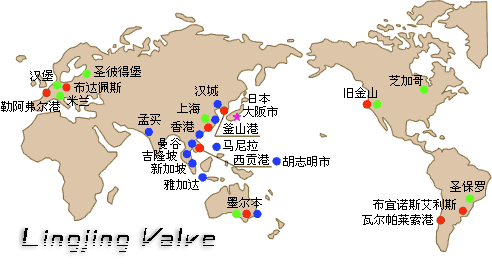 圣彼得堡
汉堡
布达佩斯
米兰
勒阿弗尔港
汉城
日本
大阪市
上海
孟买
香港
釜山港
曼谷
马尼拉
吉隆坡
西贡港
胡志明市
新加坡
雅加达
墨尔本
芝加哥
旧金山
圣保罗
布宜诺斯艾利斯
瓦尔帕莱索港
Lingjing Valve